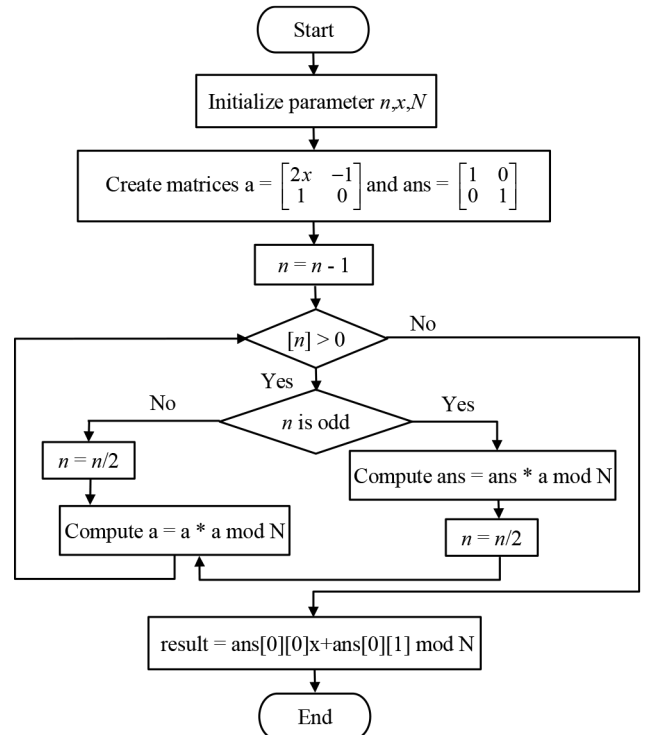 Start
Initialize parameter n,x,N
Create matrices a = [2x −1 1 0] and ans = [1 0 0 1]
n = n - 1
[n] > 0
No
Yes
No
n is odd
Yes
n = n/2
Compute ans = ans * a mod N
Compute a = a * a mod N
n = n/2
result = ans[0][0]x+ans[0][1] mod N
End